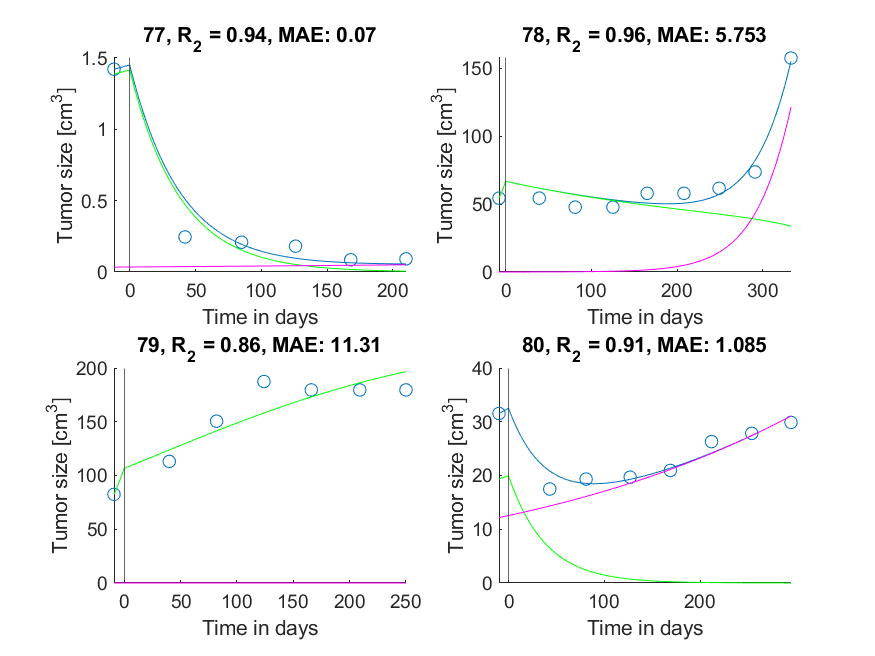 77, R2 = 0.94, MAE: 0.07
Tumor size [cm3]
1.5
1
0.5
0
0 50 100 150 200
Time in days
78, R2 = 0.96, MAE: 5.753
Tumor size [cm3]
150
100
50
0
0 100 200 300
Time in days
79, R2 = 0.86, MAE: 11.31
Tumor size [cm3]
200
150
100
50
0
0 50 100 150 200 250
Time in days
80, R2 = 0.91, MAE: 1.085
Tumor size [cm3]
40
30
20
10
0
0 100 200
Time in days